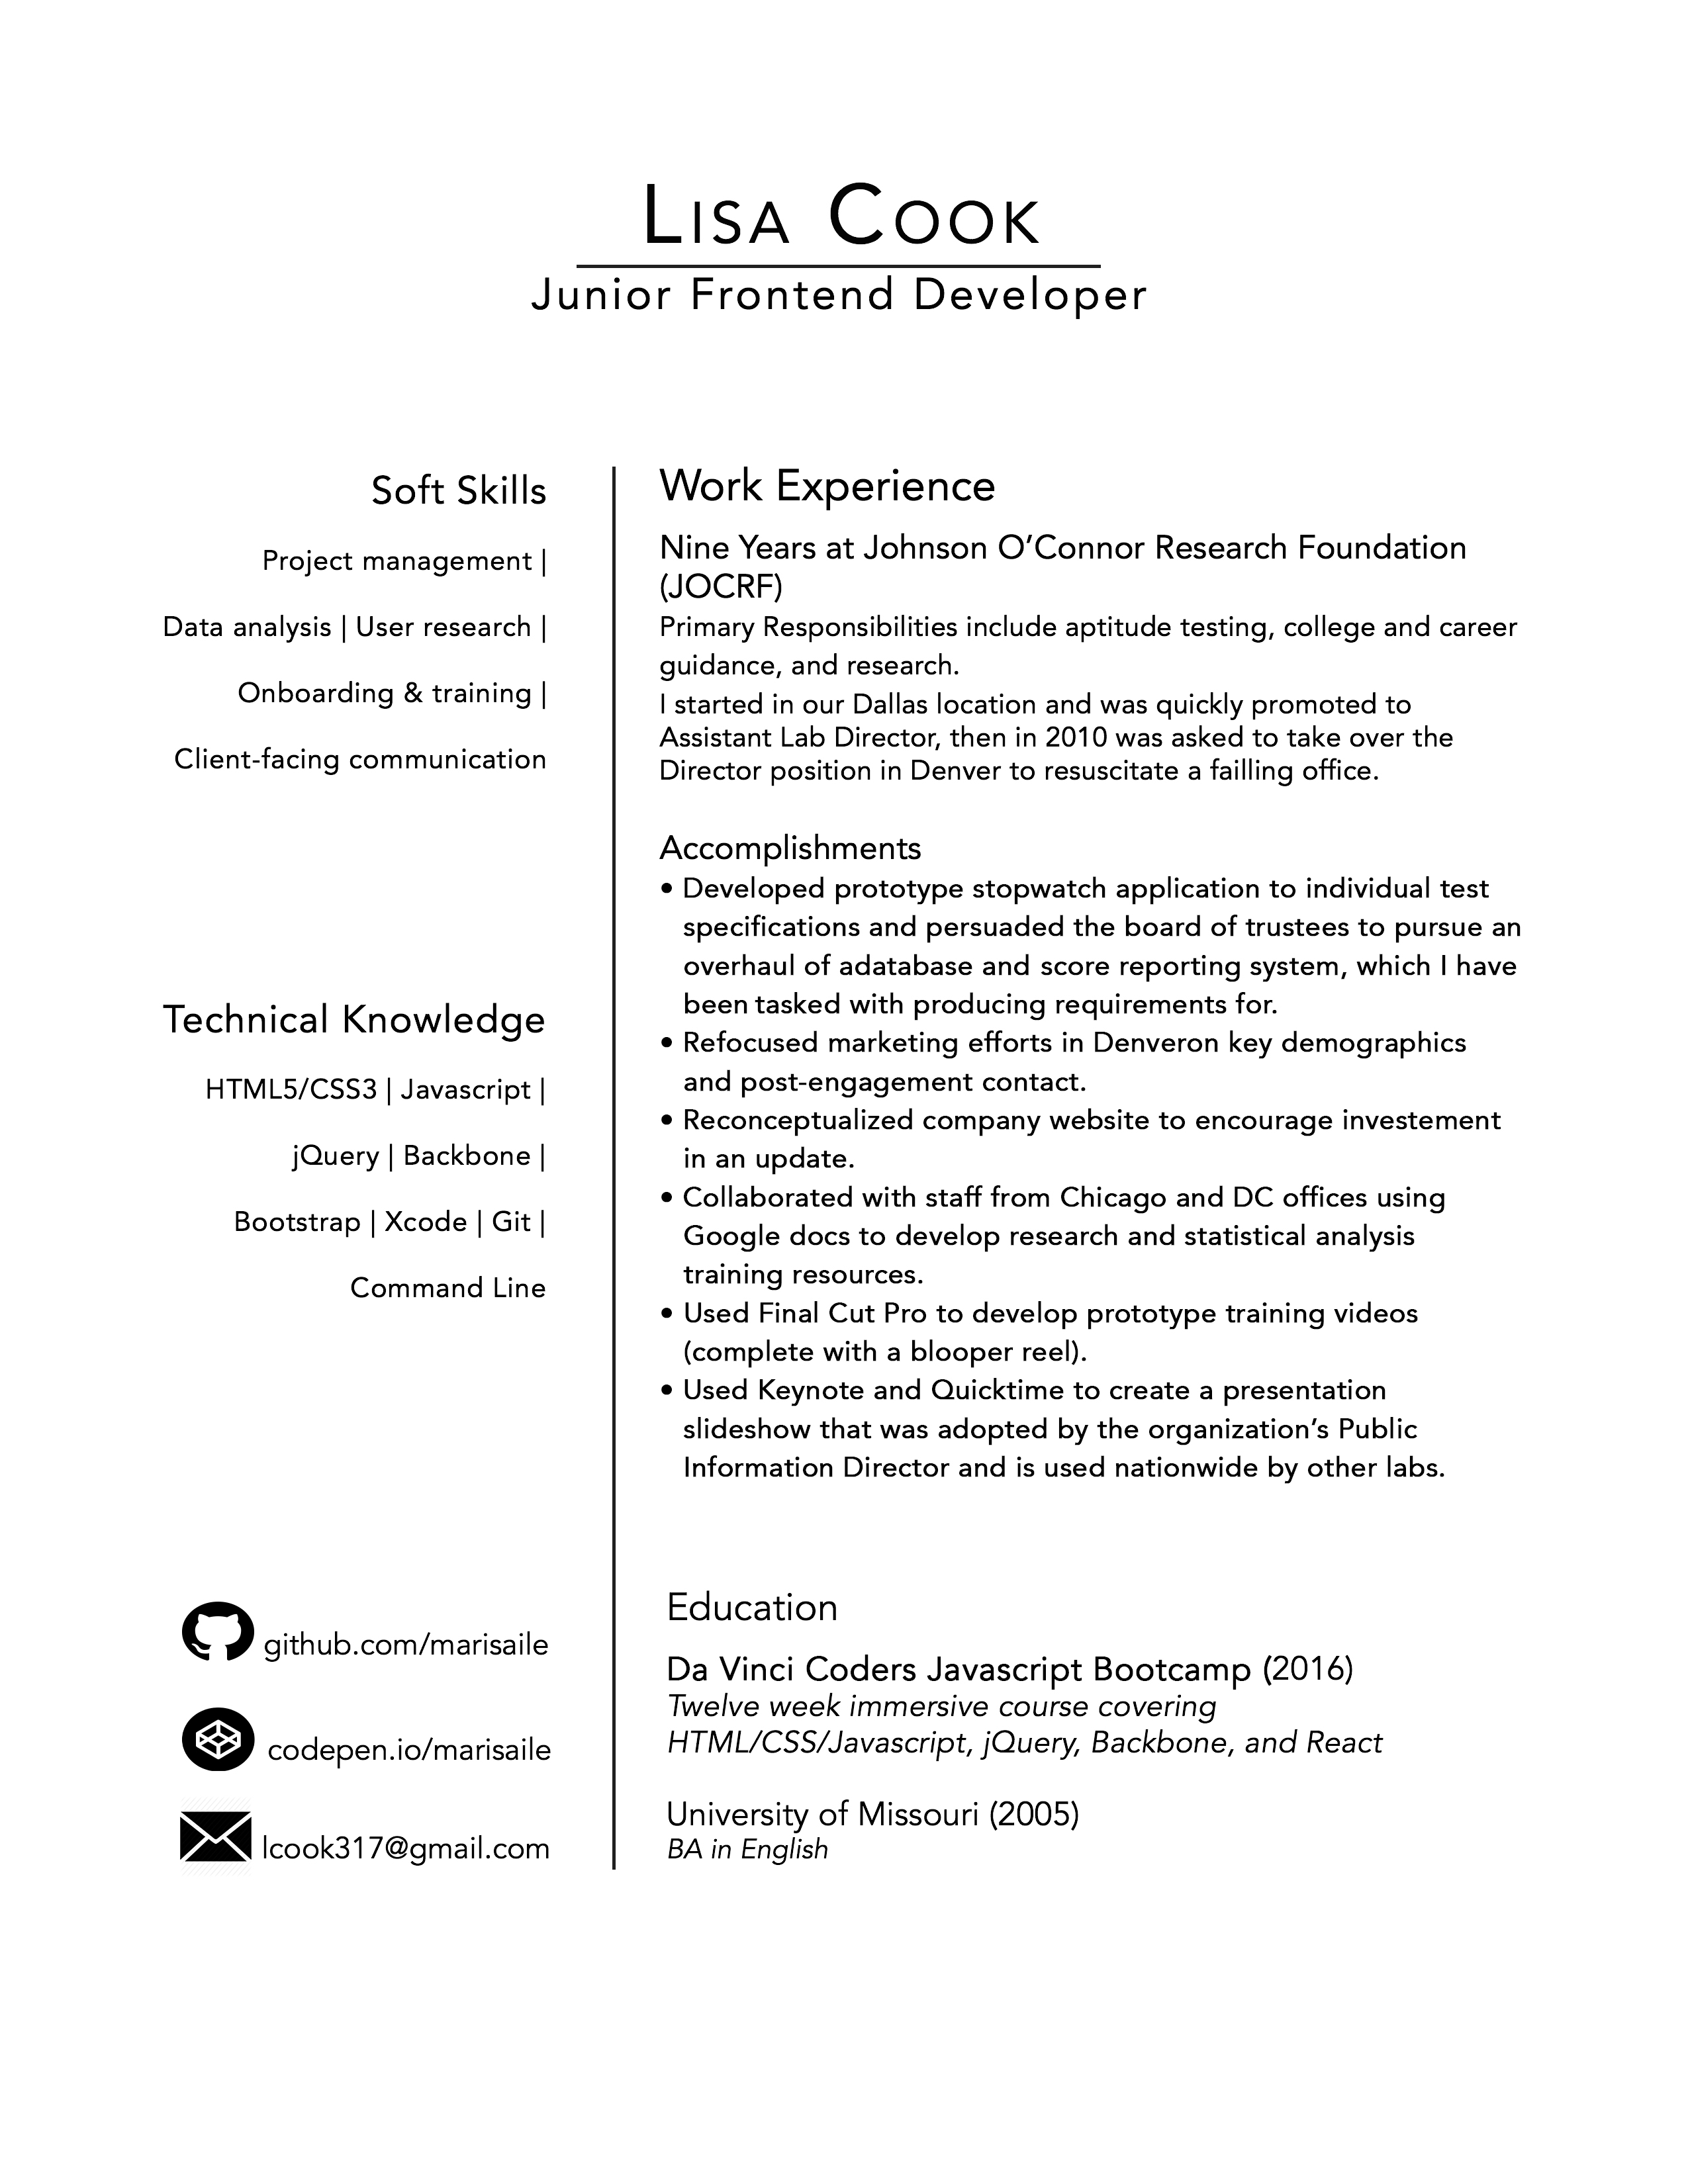 Lisa Cook
Junior Frontend Developer
Soft Skills
Project management |
Data analysis | User research |
Onboarding & training |
Client-facing communication
Technical Knowledge
HTML5/CSS3 | Javascript |
jQuery | Backbone |
Bootstrap | Xcode | Git |
Command Line
github.com/marisaile
codepen.io/marisaile
lcook317@gmail.com
Work Experience
Nine Years at Johnson O’Connor Research Foundation
(JOCRF)
Primary Responsibilities include aptitude testing, college and career
guidance, and research.
I started in our Dallas location and was quickly promoted to
Assistant Lab Director, then in 2010 was asked to take over the
Director position in Denver to resuscitate a failling office.
Accomplishments
• Developed prototype stopwatch application to individual test
specifications and persuaded the board of trustees to pursue an
overhaul of adatabase and score reporting system, which I have
been tasked with producing requirements for.
• Refocused marketing efforts in Denveron key demographics
and post-engagement contact.
• Reconceptualized company website to encourage investement
in an update.
• Collaborated with staff from Chicago and DC offices using
Google docs to develop research and statistical analysis
training resources.
• Used Final Cut Pro to develop prototype training videos
(complete with a blooper reel).
• Used Keynote and Quicktime to create a presentation
slideshow that was adopted by the organization’s Public
Information Director and is used nationwide by other labs.
Education
Da Vinci Coders Javascript Bootcamp (2016)
Twelve week immersive course covering
HTML/CSS/Javascript, jQuery, Backbone, and React
University of Missouri (2005)
BA in English